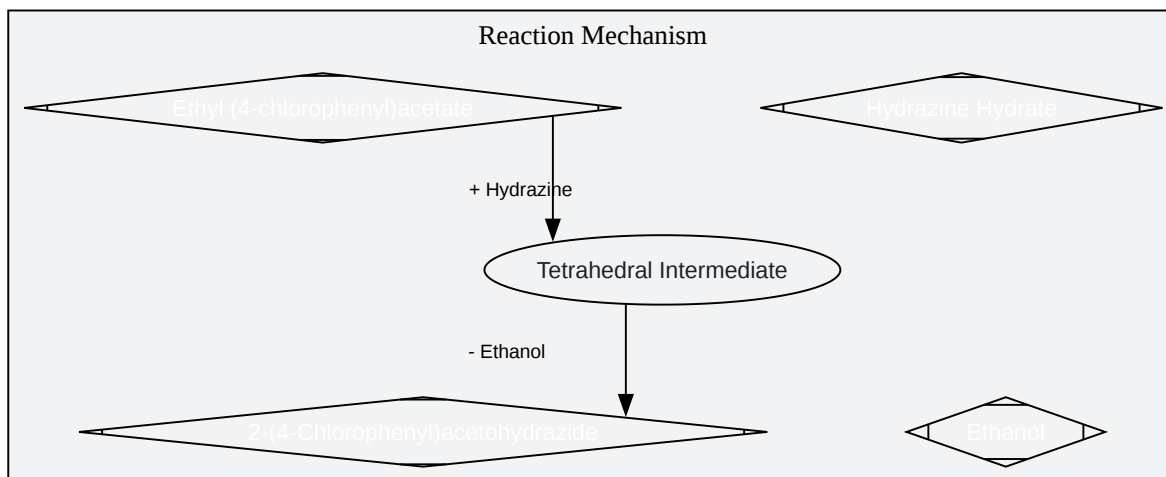 Reaction Mechanism
Ethyl (4-chlorophenyl)acetate
Hydrazine Hydrate
+ Hydrazine
Tetrahedral Intermediate
- Ethanol
2-(4-Chlorophenyl)acetohydrazide
Ethanol